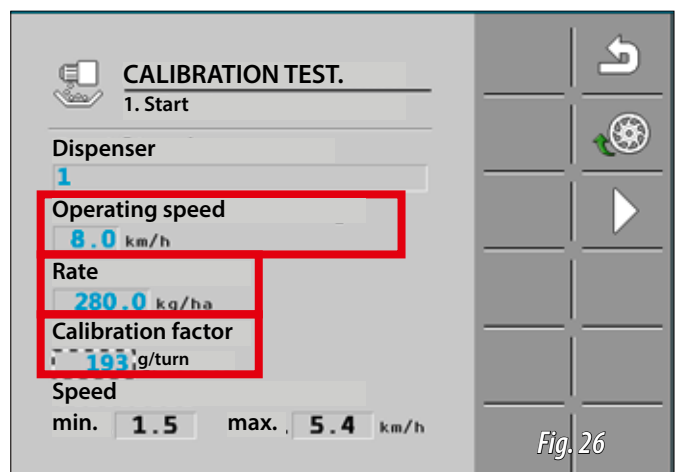 CALIBRATION TEST.
1. Start
Dispenser
1
Operating speed
8.0 km/h
Rate
280.0 kg/ha
Calibration factor
193 g/turn
Speed
min. 1.5 max. 5.4 km/h
Fig. 26